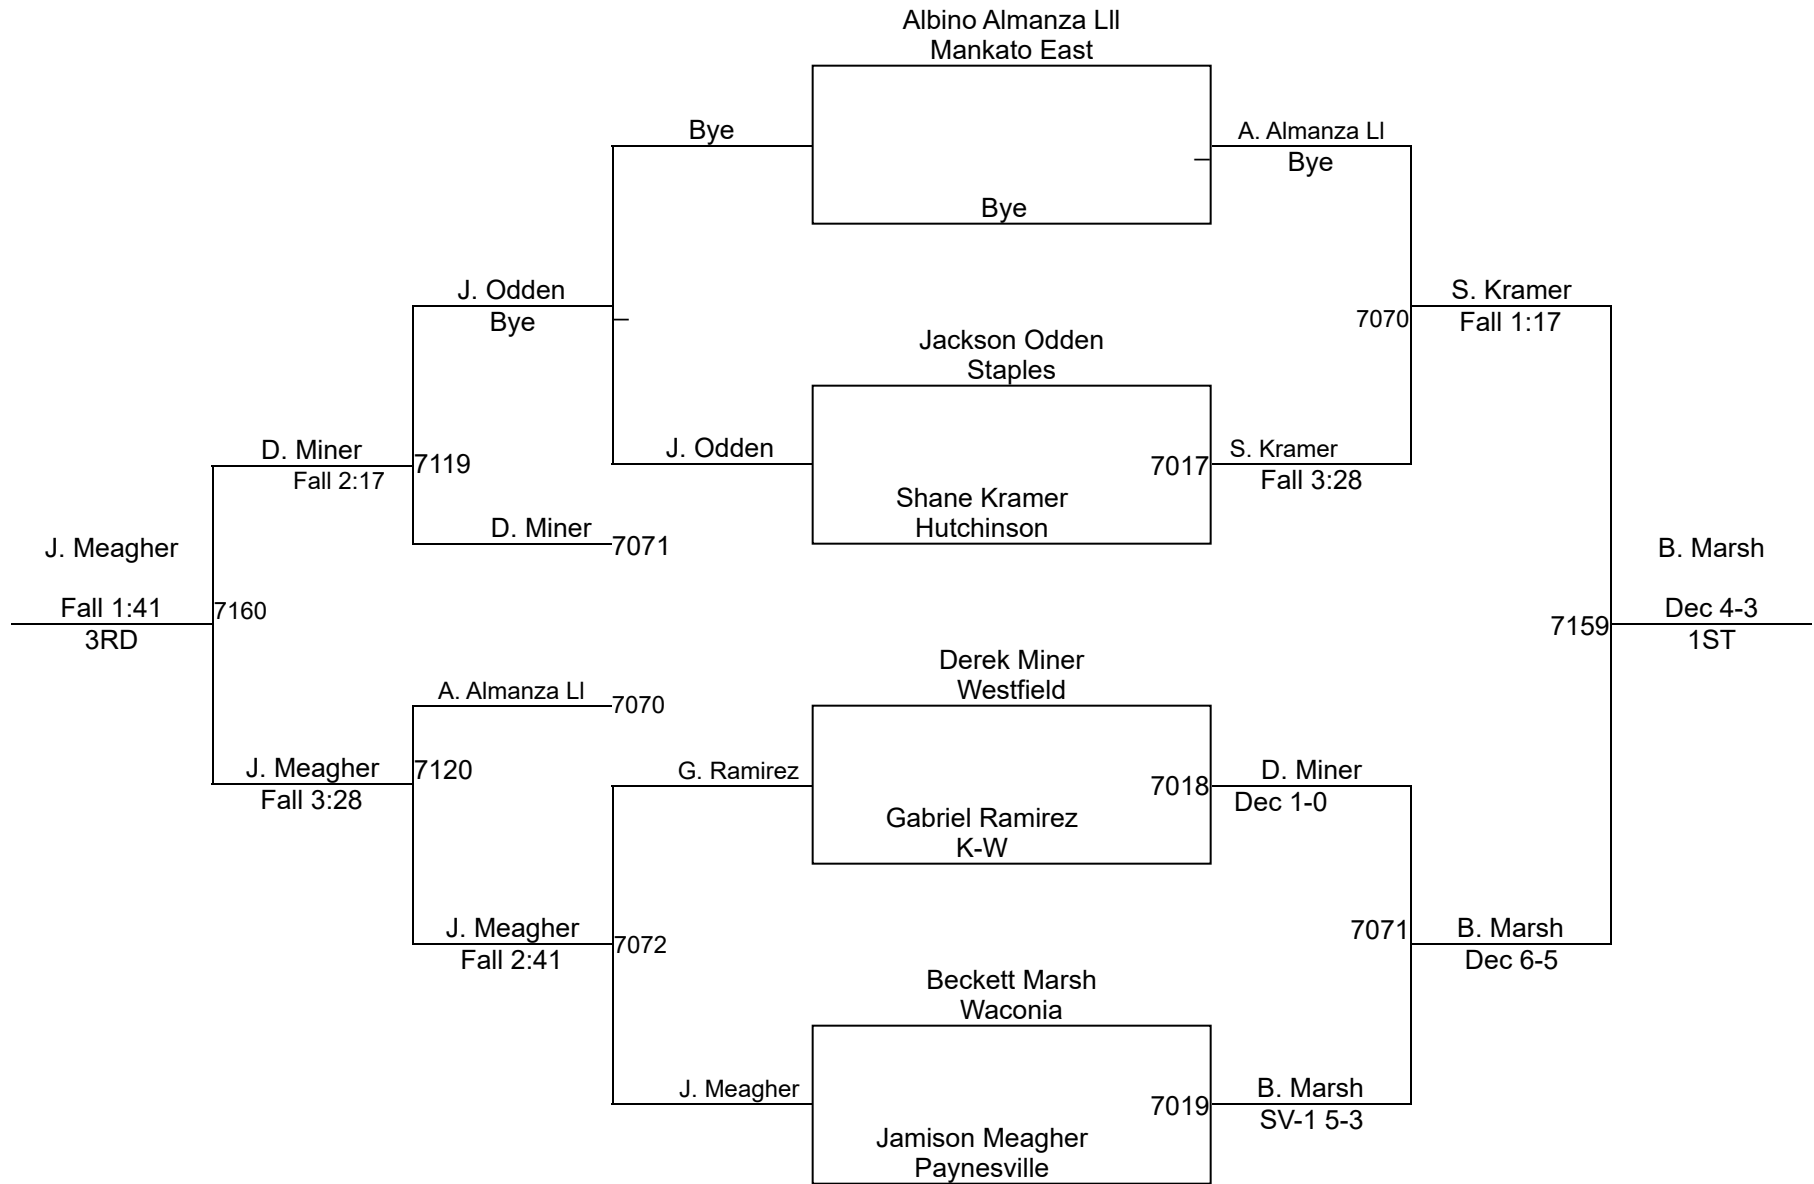 Albino Almanza Lll
Mankato East
Bye
A. Almanza Ll
Bye
Bye
J. Odden
Bye
S. Kramer
Fall 1:17
7070
Jackson Odden
Staples
D. Miner
Fall 2:17
7119
J. Odden
7017
S. Kramer
Fall 3:28
Shane Kramer
Hutchinson
D. Miner
7071
J. Meagher
Fall 1:41
3RD
7160
B. Marsh
Dec 4-3
1ST
7159
Derek Miner
Westfield
A. Almanza Ll
7070
J. Meagher
Fall 3:28
7120
G. Ramirez
7018
D. Miner
Dec 1-0
Gabriel Ramirez
K-W
J. Meagher
Fall 2:41
7072
7071
B. Marsh
Dec 6-5
Beckett Marsh
Waconia
J. Meagher
7019
B. Marsh
SV-1 5-3
Jamison Meagher
Paynesville